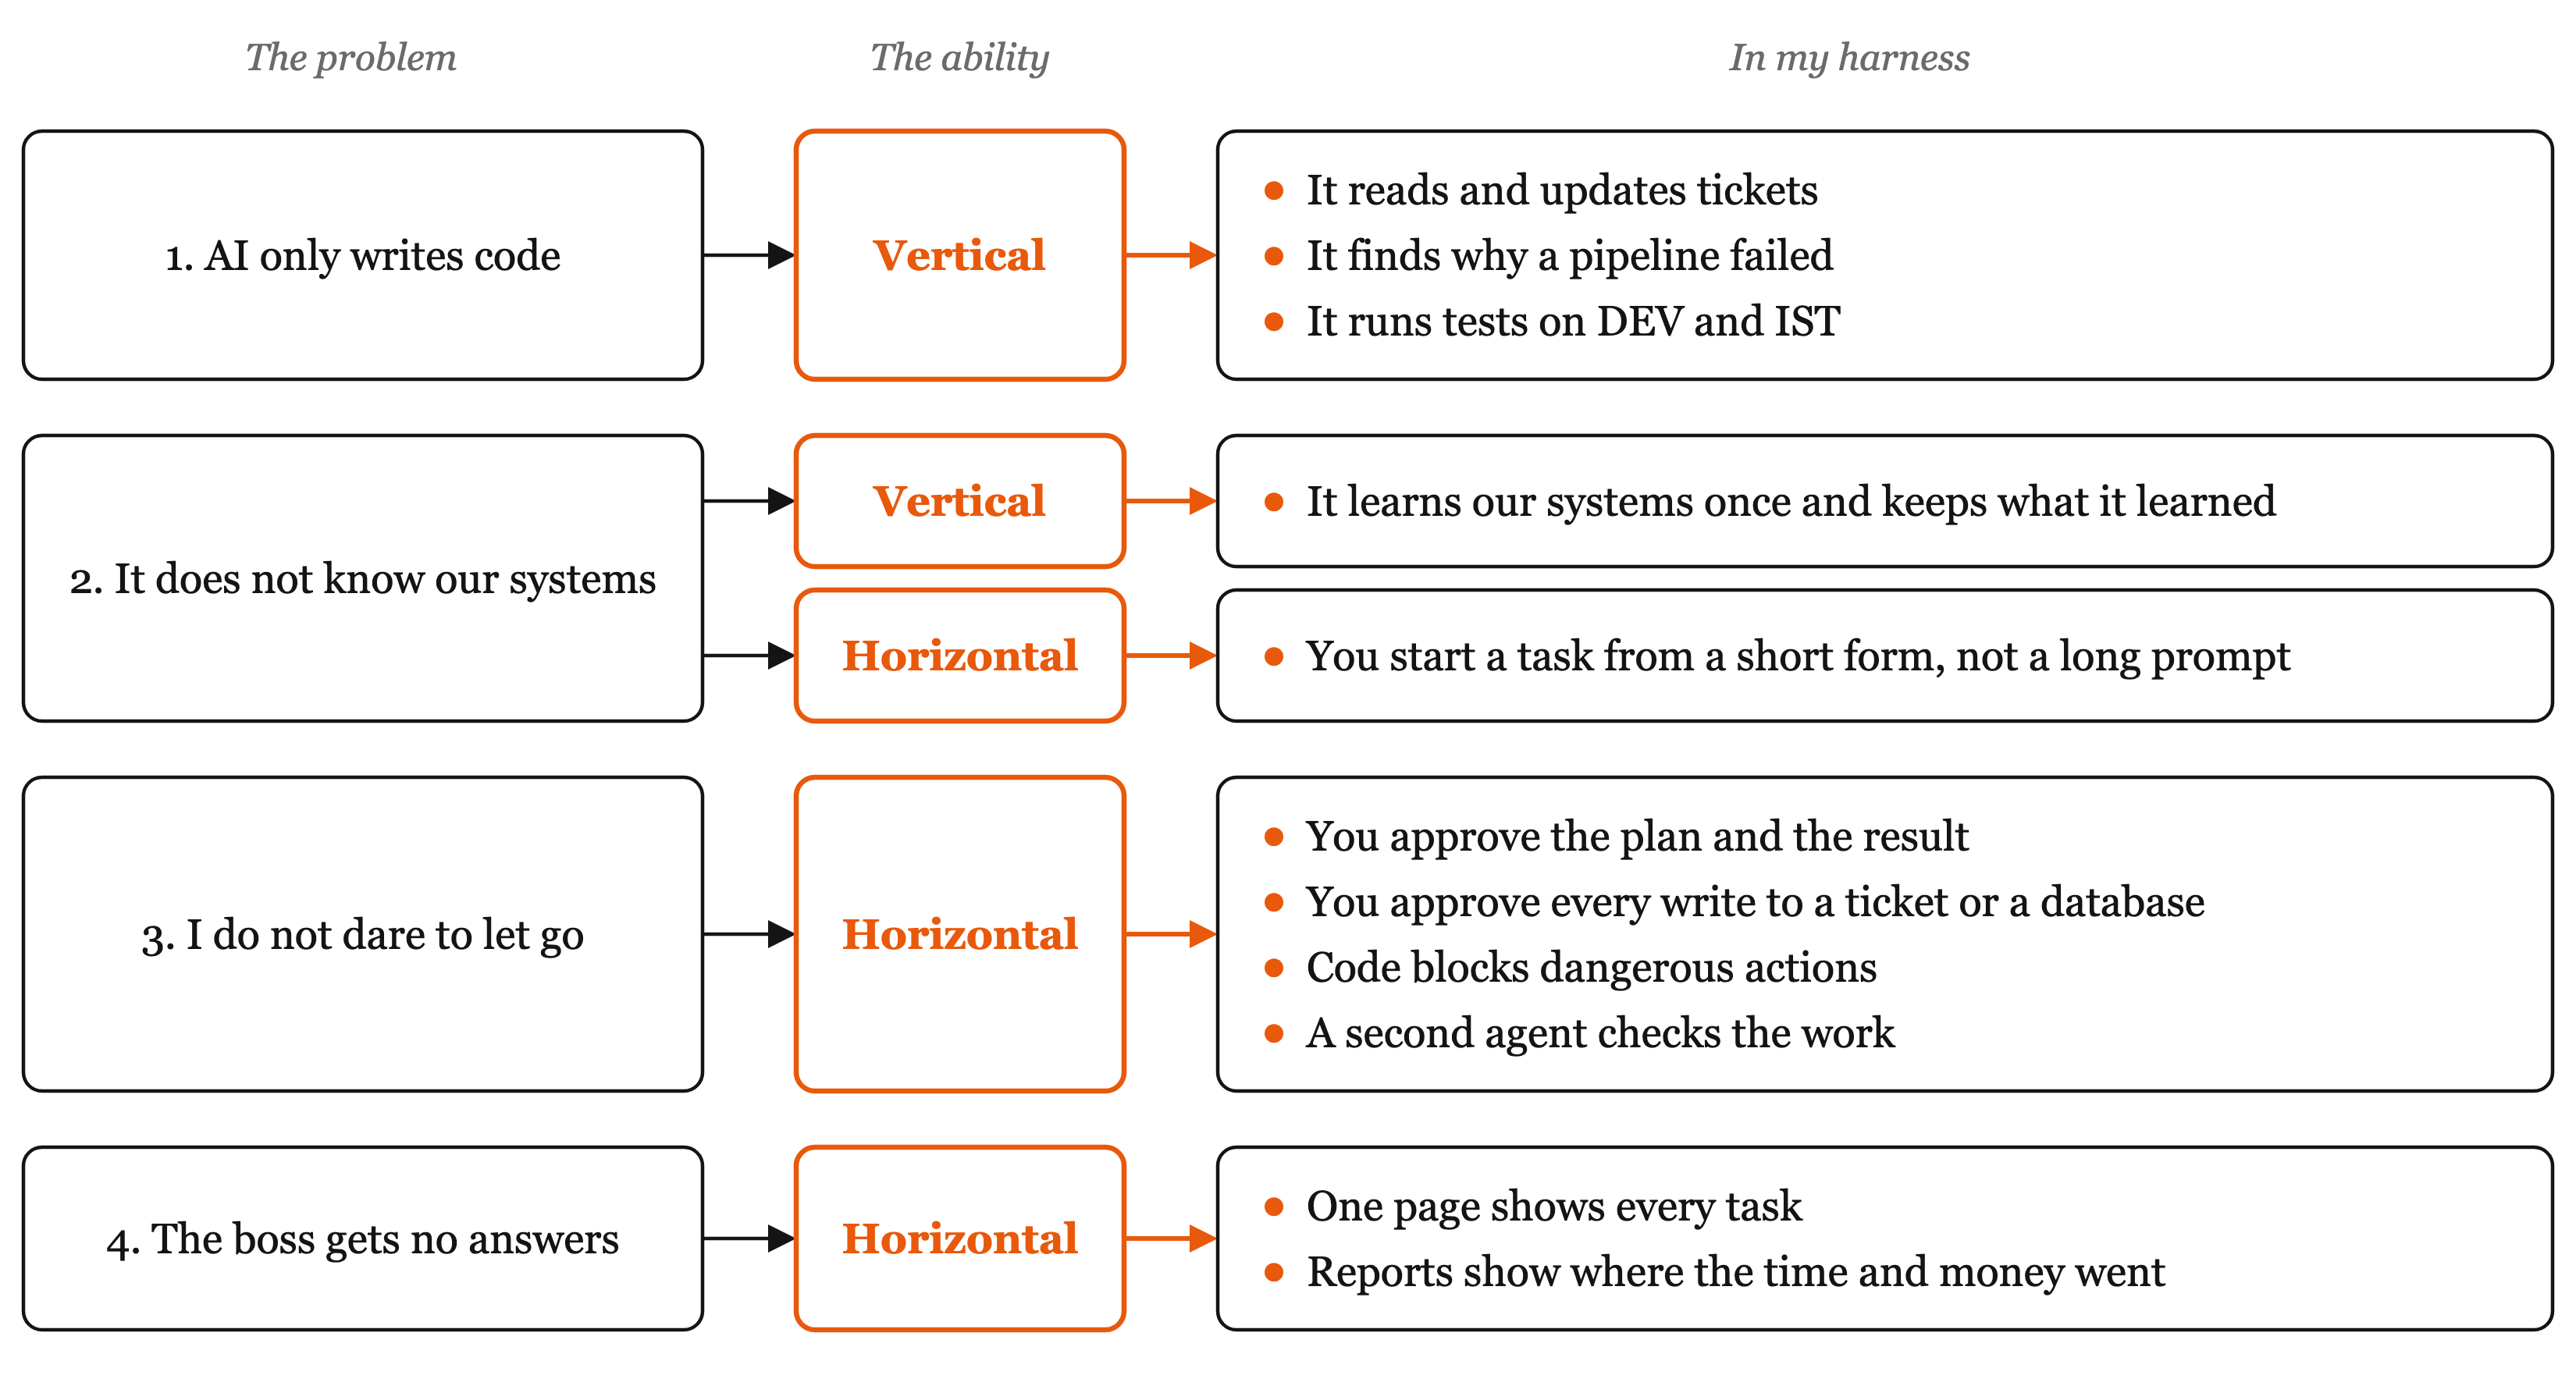 The problem
The ability
In my harness
1. AI only writes code
Vertical
It reads and updates tickets
It finds why a pipeline failed
It runs tests on DEV and IST
2. It does not know our systems
Vertical
It learns our systems once and keeps what it learned
Horizontal
You start a task from a short form, not a long prompt
3. I do not dare to let go
Horizontal
You approve the plan and the result
You approve every write to a ticket or a database
Code blocks dangerous actions
A second agent checks the work
4. The boss gets no answers
Horizontal
One page shows every task
Reports show where the time and money went